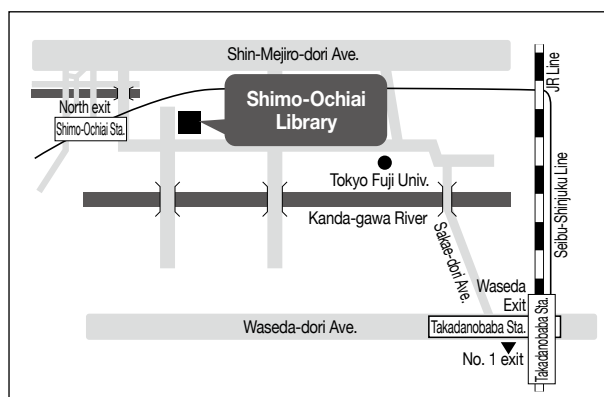 Shin-Mejiro-dori Ave.
JR Line
North exit
Shimo-Ochiai Sta.
Shimo-Ochiai
Library
Tokyo Fuji Univ.
Kanda-gawa River
Seibu-Shinjuku Line
Sakae-dori Ave.
Waseda
Exit
Waseda-dori Ave.
Takadanobaba Sta.
Takadanobaba Sta.
No. 1 exit